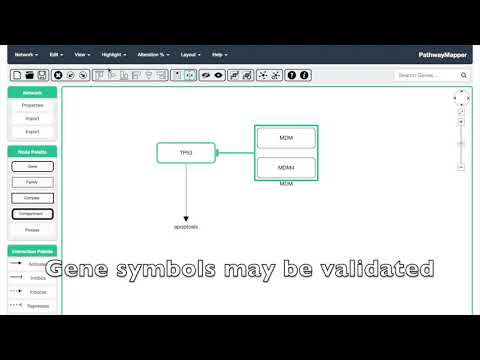 Network Edit View Highlight Alteration % Layout Help PathwayMapper
Search Genes...
Network
Properties
Import
Export
Node Palette
Gene
Family
Complex
Compartment
Process
Interaction Palette
Activates
Inhibits
Induces
Represses
TP53
MDM
MDM4
MDM
apoptosis
Gene symbols may be validated